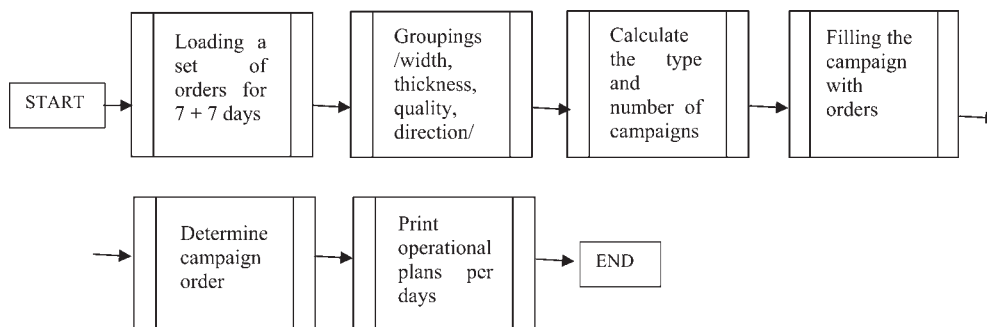 START
Loading a
set of
orders for
7 + 7 days
Groupings
/width,
thickness,
quality,
direction/
Calculate
the type
and
number of
campaigns
Filling the
campaign
with
orders
Determine
campaign
order
Print
operational
plans per
days
END